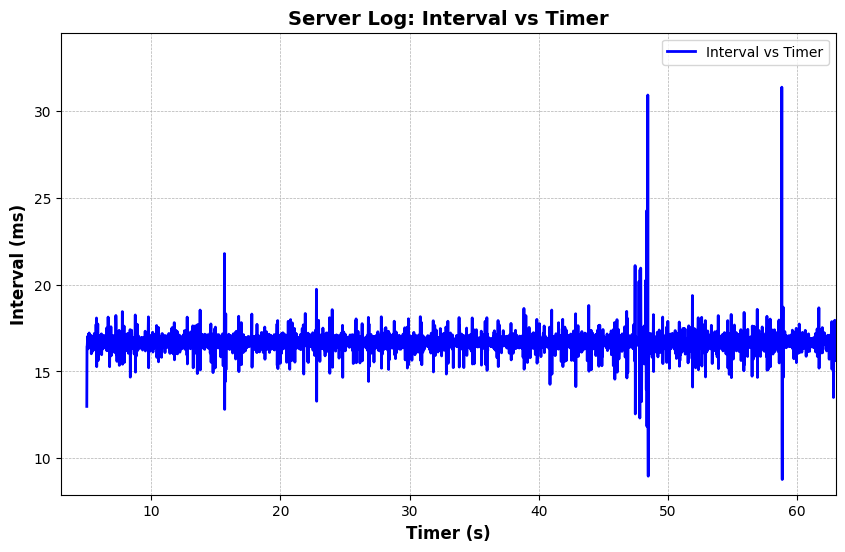 Server Log: Interval vs Timer
Interval vs Timer
30
25
20
15
10
Interval (ms)
10 20 30 40 50 60
Timer (s)